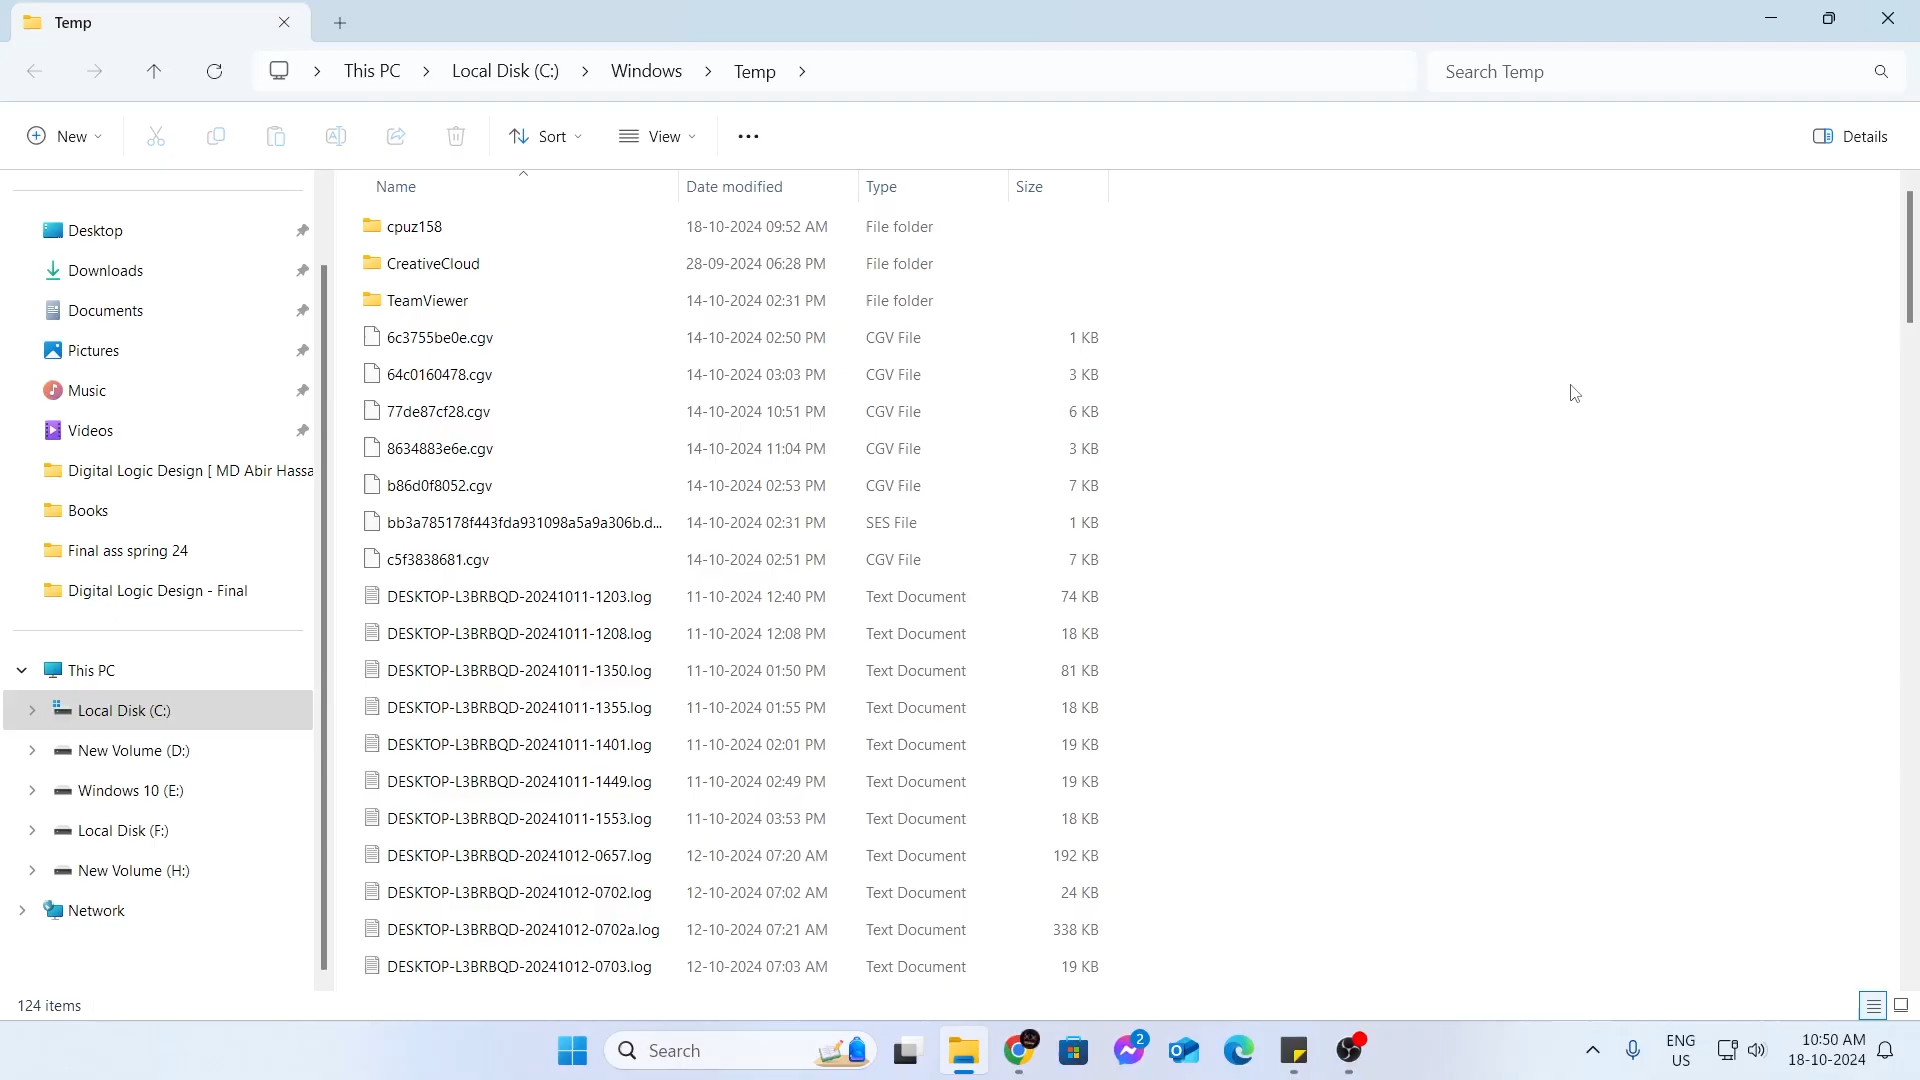 Temp
This PC
Local Disk (C:)
Windows
Temp
Search Temp
New
Sort
View
Details
Desktop
Downloads
Documents
Pictures
Music
Videos
Digital Logic Design [ MD Abir Hassa
Books
Final ass spring 24
Digital Logic Design - Final
This PC
Local Disk (C:)
New Volume (D:)
Windows 10 (E:)
Local Disk (F:)
New Volume (H:)
Network
Name Date modified Type Size
cpuz158 18-10-2024 09:52 AM File folder
CreativeCloud 28-09-2024 06:28 PM File folder
TeamViewer 14-10-2024 02:31 PM File folder
6c3755be0e.cgv 14-10-2024 02:50 PM CGV File 1 KB
64c0160478.cgv 14-10-2024 03:03 PM CGV File 3 KB
77de87cf28.cgv 14-10-2024 10:51 PM CGV File 6 KB
8634883e6e.cgv 14-10-2024 11:04 PM CGV File 3 KB
b86d0f8052.cgv 14-10-2024 02:53 PM CGV File 7 KB
bb3a785178f443fda931098a5a9a306b.d... 14-10-2024 02:31 PM SES File 1 KB
c5f3838681.cgv 14-10-2024 02:51 PM CGV File 7 KB
DESKTOP-L3BRBQD-20241011-1203.log 11-10-2024 12:40 PM Text Document 74 KB
DESKTOP-L3BRBQD-20241011-1208.log 11-10-2024 12:08 PM Text Document 18 KB
DESKTOP-L3BRBQD-20241011-1350.log 11-10-2024 01:50 PM Text Document 81 KB
DESKTOP-L3BRBQD-20241011-1355.log 11-10-2024 01:55 PM Text Document 18 KB
DESKTOP-L3BRBQD-20241011-1401.log 11-10-2024 02:01 PM Text Document 19 KB
DESKTOP-L3BRBQD-20241011-1449.log 11-10-2024 02:49 PM Text Document 19 KB
DESKTOP-L3BRBQD-20241011-1553.log 11-10-2024 03:53 PM Text Document 18 KB
DESKTOP-L3BRBQD-20241012-0657.log 12-10-2024 07:20 AM Text Document 192 KB
DESKTOP-L3BRBQD-20241012-0702.log 12-10-2024 07:02 AM Text Document 24 KB
DESKTOP-L3BRBQD-20241012-0702a.log 12-10-2024 07:21 AM Text Document 338 KB
DESKTOP-L3BRBQD-20241012-0703.log 12-10-2024 07:03 AM Text Document 19 KB
124 items
Search
2
ENG
US
10:50 AM
18-10-2024